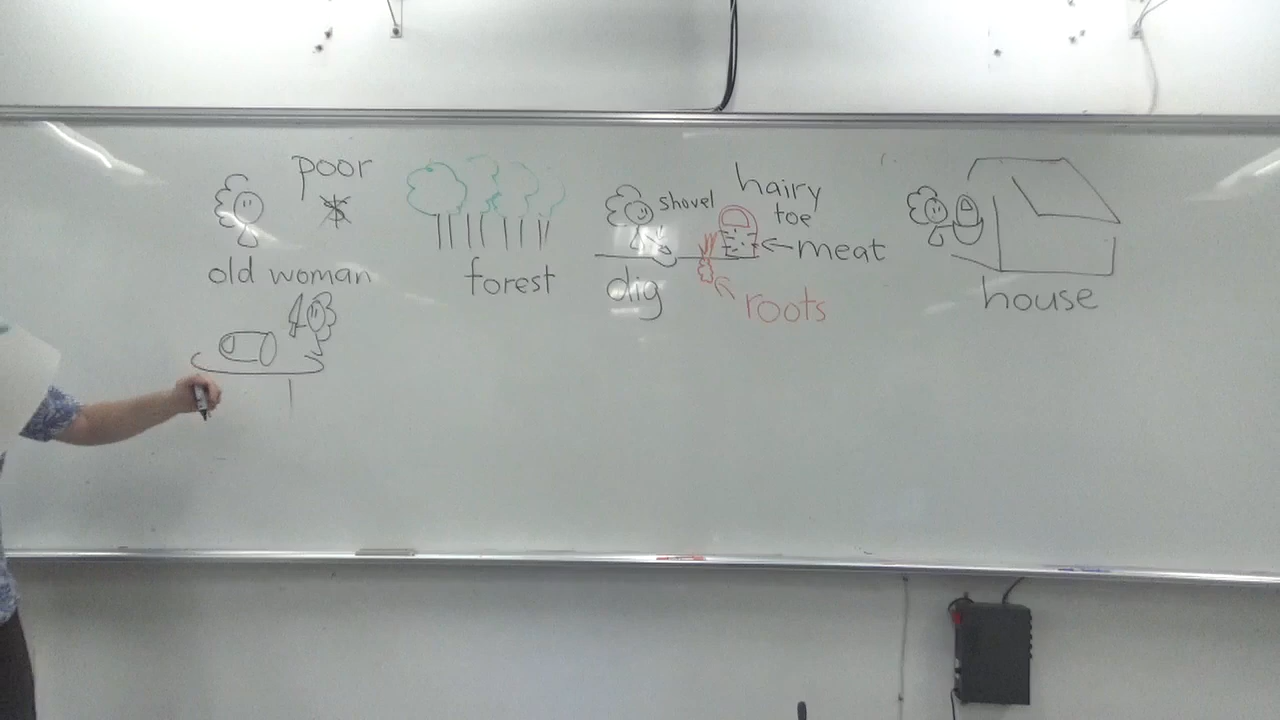 poor
old woman
forest
shovel
dig
hairy
toe
meat
roots
house